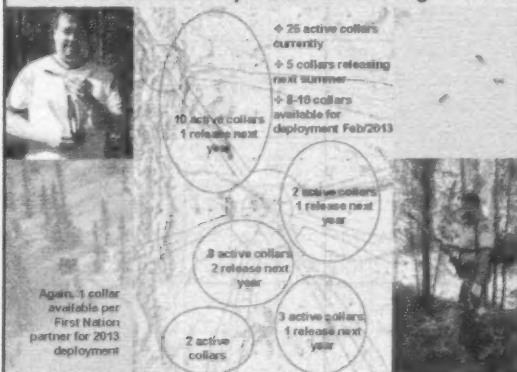 ✧ 25 active collars
currently
✧ 5 collars releasing
next summer
✧ 8-10 collars
available for
deployment Feb/2013
10 active collars
1 release next
year
2 active collars
1 release next
year
8 active collars
2 release next
year
3 active collars
1 release next
year
2 active
collars
Again, 1 collar
available per
First Nation
partner for 2013
deployment